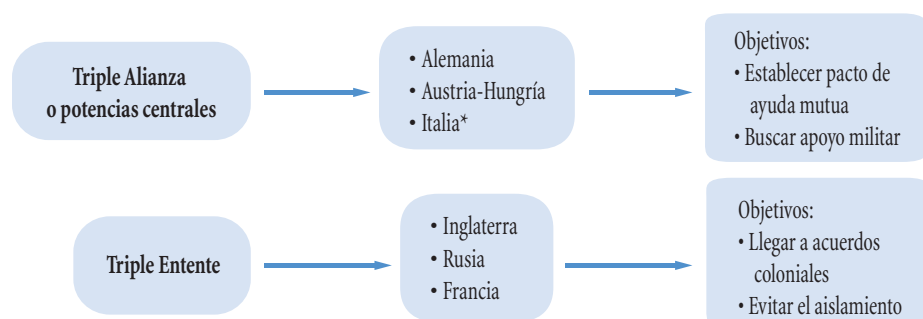 Triple Alianza
o potencias centrales
• Alemania
• Austria-Hungría
• Italia*
Objetivos:
• Establecer pacto de
ayuda mutua
• Buscar apoyo militar
Triple Entente
• Inglaterra
• Rusia
• Francia
Objetivos:
• Llegar a acuerdos
coloniales
• Evitar el aislamiento